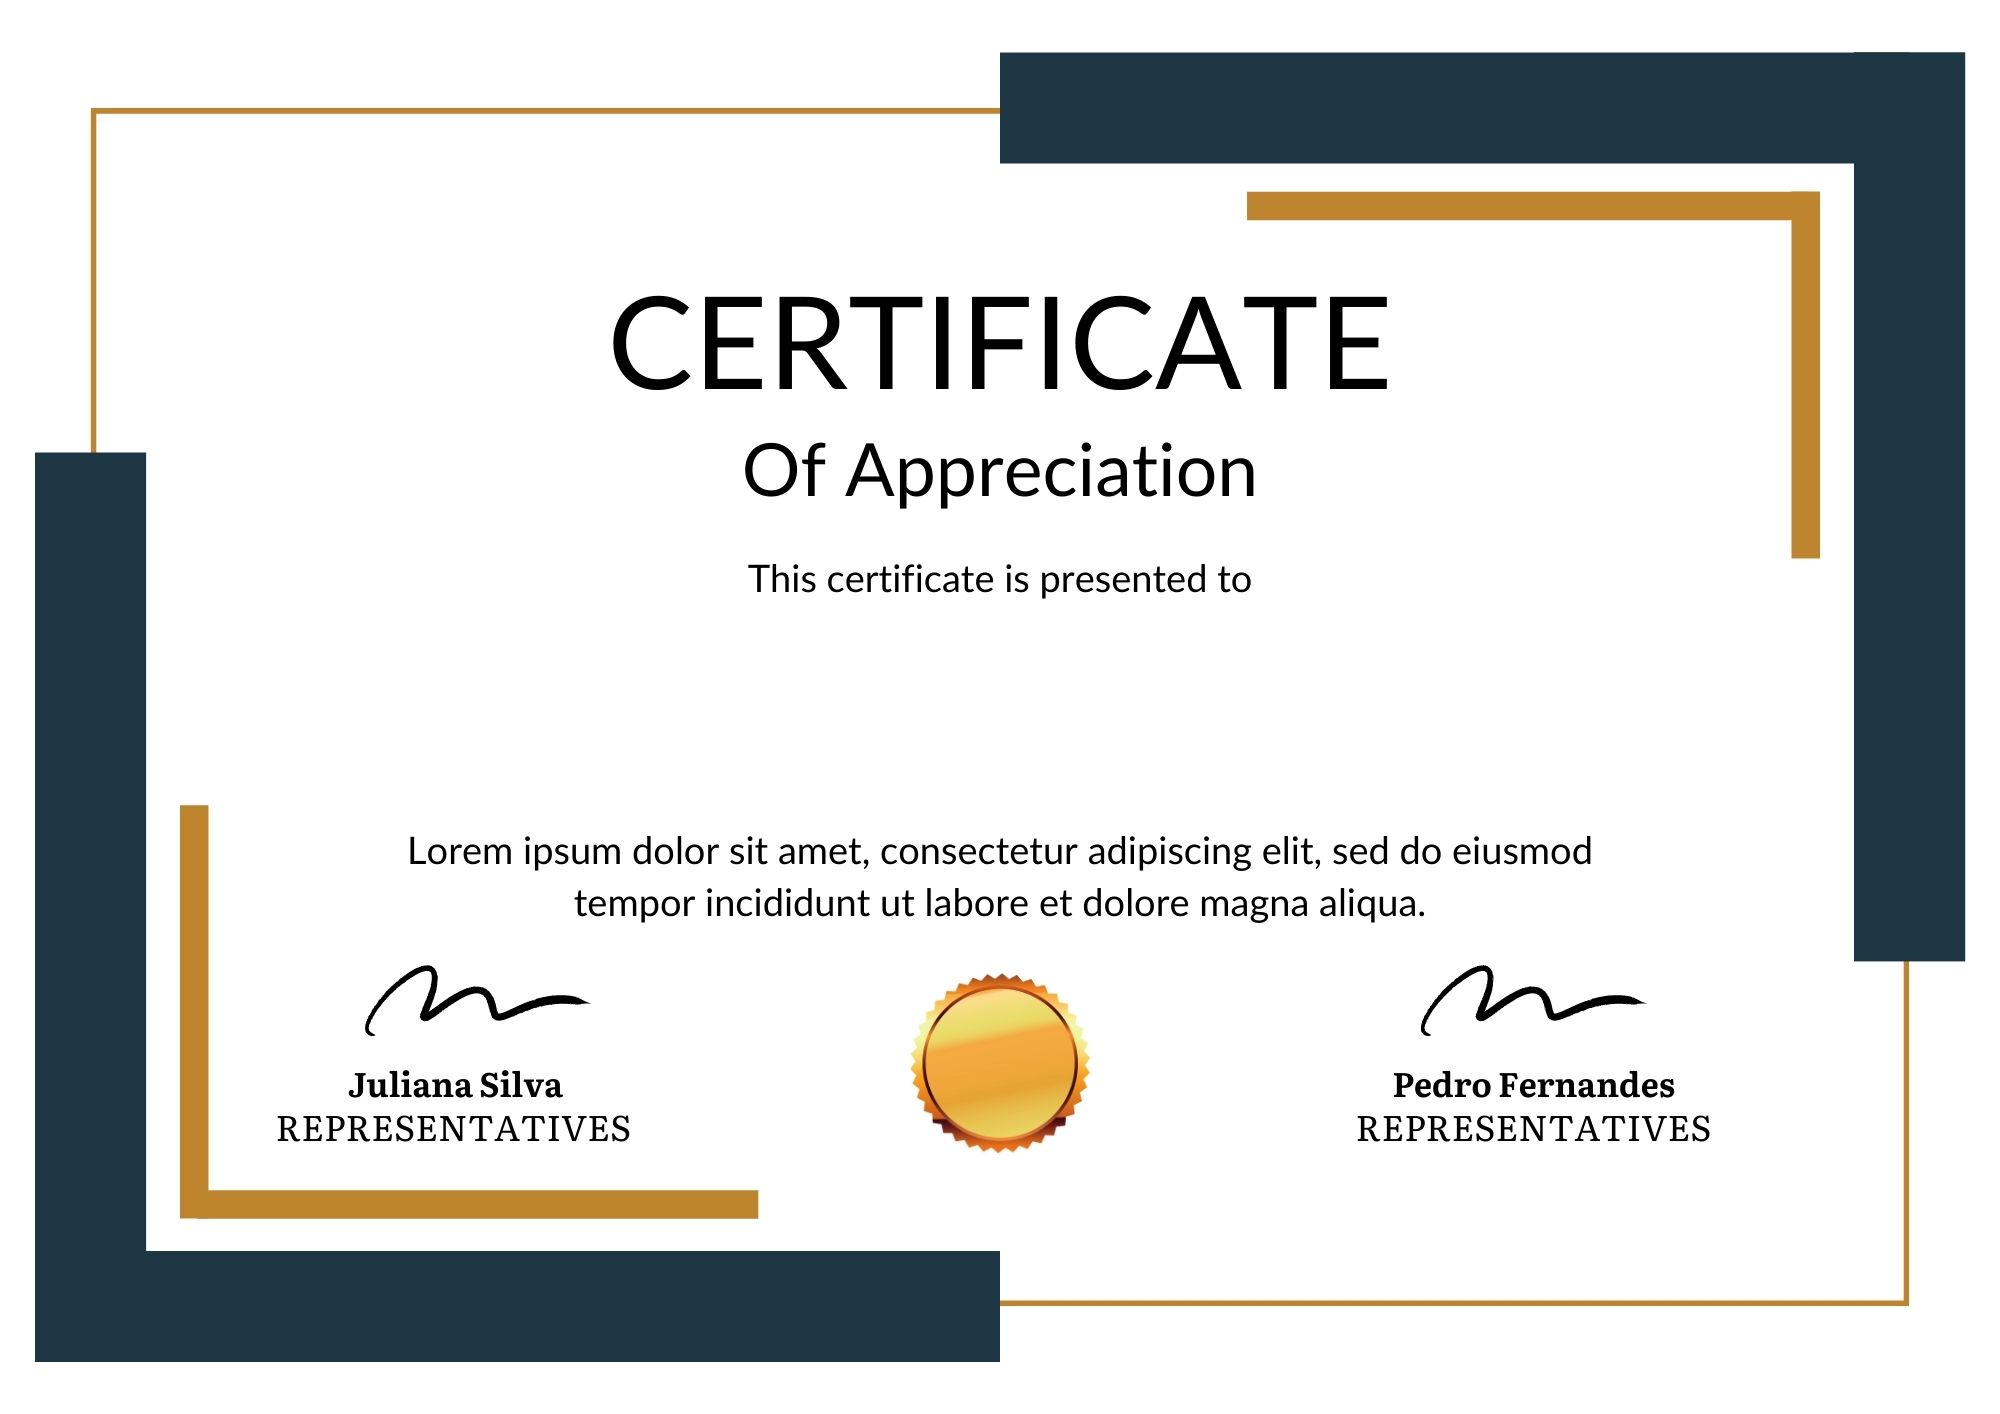 CERTIFICATE
Of Appreciation
This certificate is presented to
Lorem ipsum dolor sit amet, consectetur adipiscing elit, sed do eiusmod
tempor incididunt ut labore et dolore magna aliqua.
Juliana Silva
REPRESENTATIVES
Pedro Fernandes
REPRESENTATIVES